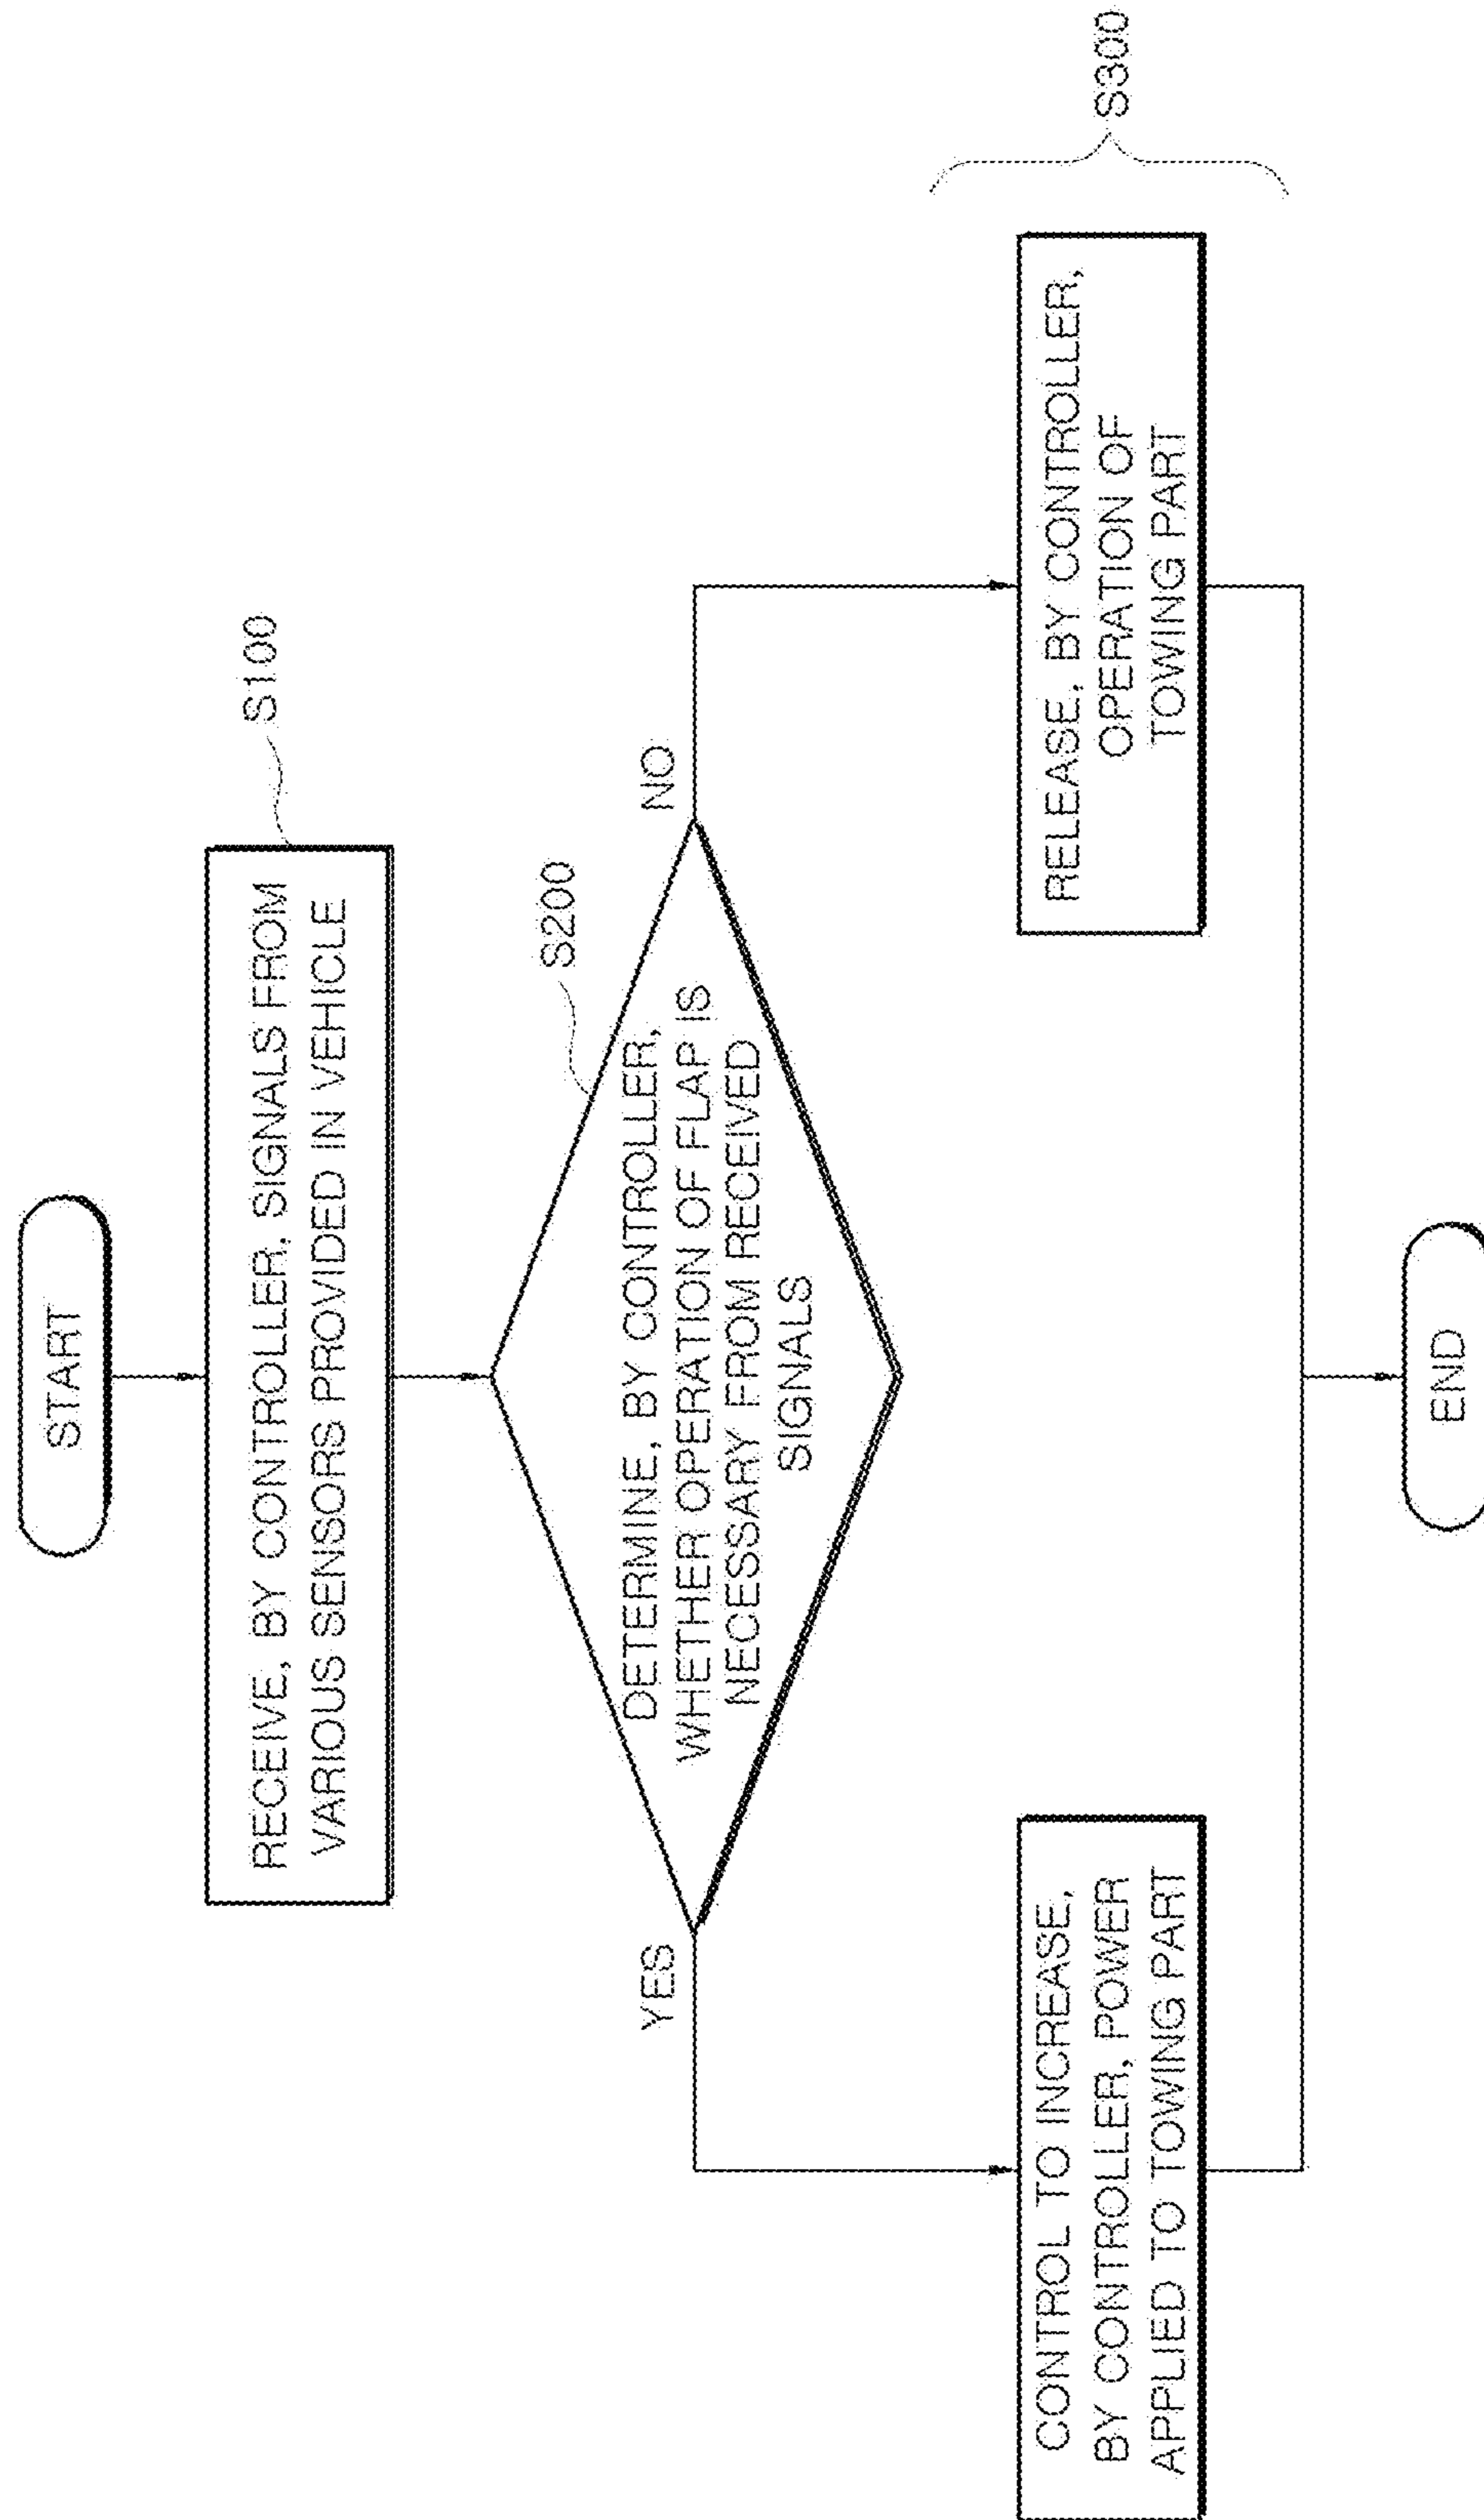 START
RECEIVE, BY CONTROLLER, SIGNALS FROM
VARIOUS SENSORS PROVIDED IN VEHICLE
S100
DETERMINE, BY CONTROLLER,
WHETHER OPERATION OF FLAP IS
NECESSARY FROM RECEIVED
SIGNALS
S200
YES
NO
CONTROL TO INCREASE,
BY CONTROLLER, POWER
APPLIED TO TOWING PART
RELEASE, BY CONTROLLER,
OPERATION OF
TOWING PART
S300
END